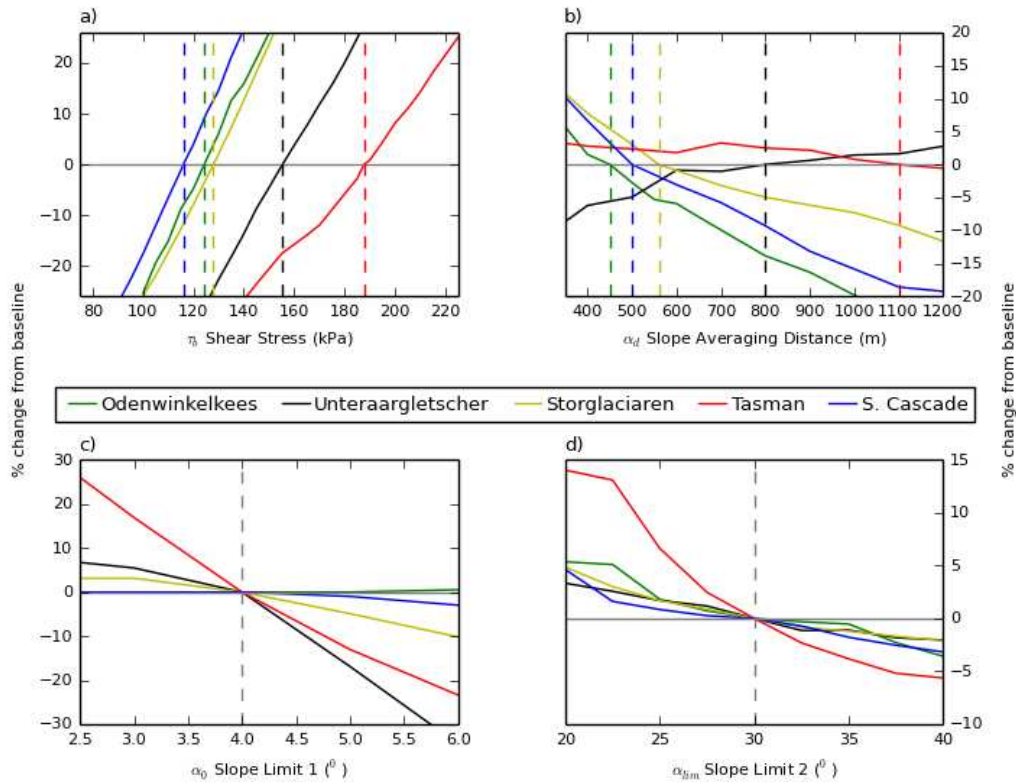 a)
20
10
0
−10
−20
80 100 120 140 160 180 200 220
τb Shear Stress (kPa)
b)
20
15
10
5
0
−5
−10
−15
−20
400 500 600 700 800 900 1000 1100 1200
αd Slope Averaging Distance (m)
% change from baseline
% change from baseline
Odenwinkelkees Unteraargletscher Storglaciaren Tasman S. Cascade
c)
30
20
10
0
−10
−20
−30
2.5 3.0 3.5 4.0 4.5 5.0 5.5 6.0
α0 Slope Limit 1 (0 )
d)
15
10
5
0
−5
−10
20 25 30 35 40
αlim Slope Limit 2 (0 )